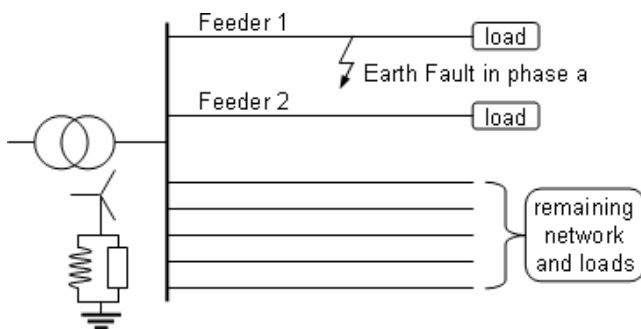 Feeder 1
load
Earth Fault in phase a
Feeder 2
load
remaining
network
and loads